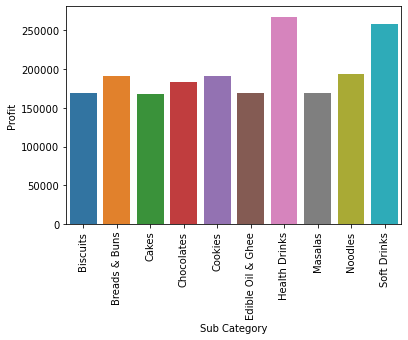 250000
200000
150000
100000
50000
0
Profit
Biscuits
Breads & Buns
Cakes
Chocolates
Cookies
Edible Oil & Ghee
Health Drinks
Masalas
Noodles
Soft Drinks
Sub Category